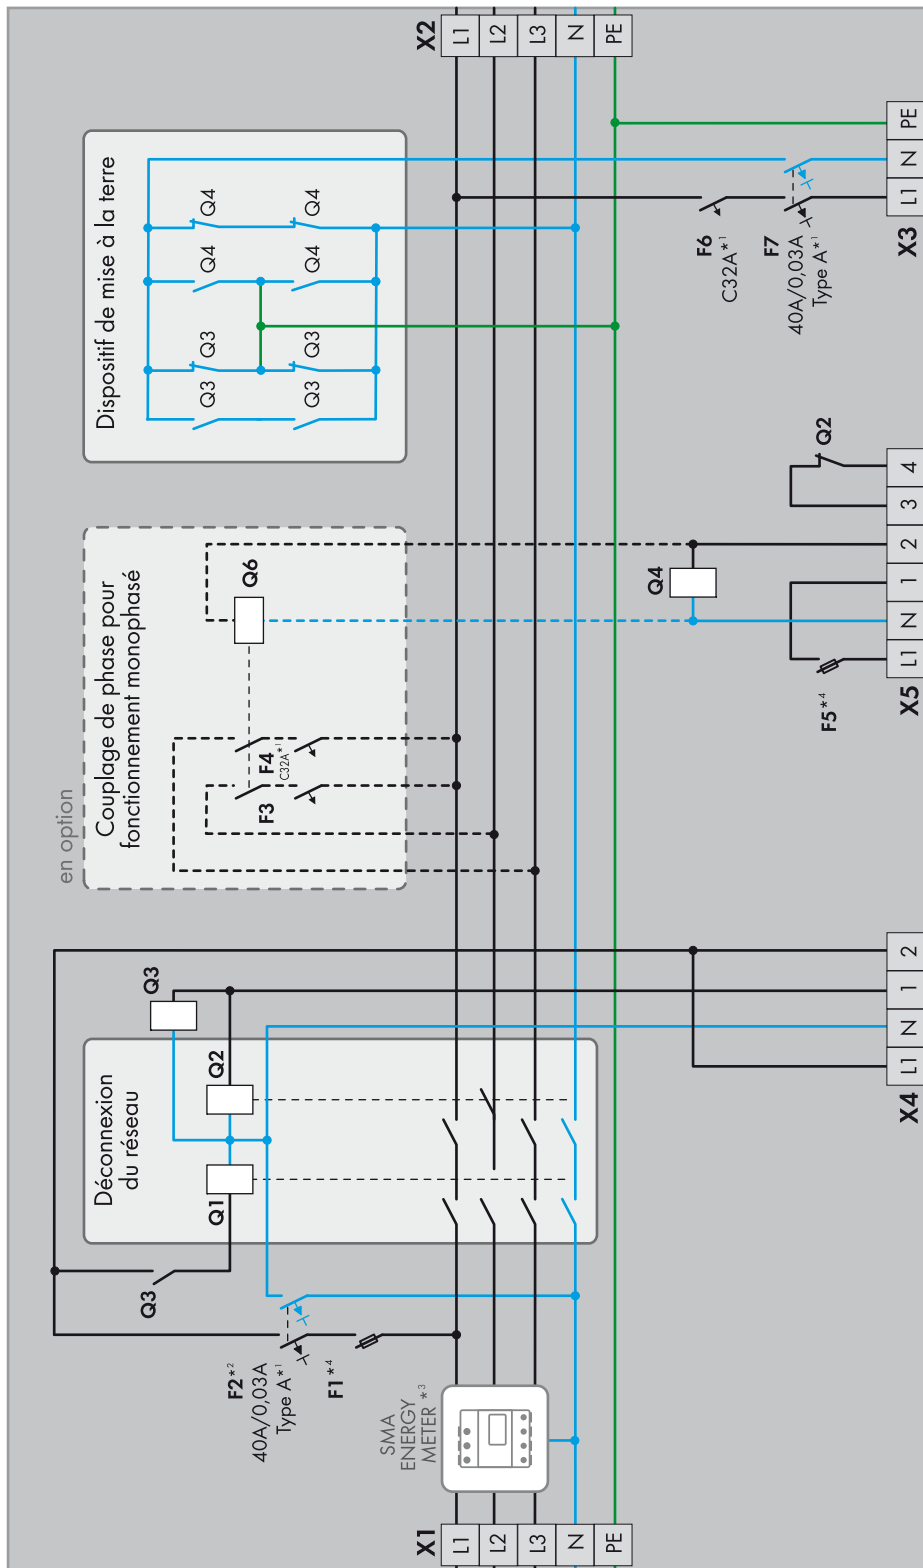 en option
Déconnexion
du réseau
Couplage de phase pour
fonctionnement monophasé
Dispositif de mise à la terre
Q3
Q3
Q1
Q2
Q6
Q3
Q3
Q4
Q4
Q3
Q3
Q4
Q4
F2*²
40A/0,03A
Type A*¹
F1*⁴
F3
F4
C32A*¹
SMA
ENERGY
METER *³
X1
L1
L2
L3
N
PE
X2
L1
L2
L3
N
PE
Q4
F6
C32A*¹
F7
40A/0,03A
Type A*¹
F5*⁴
Q2
L1
N
1
2
X4
L1
N
1
2
3
4
X5
L1
N
PE
X3